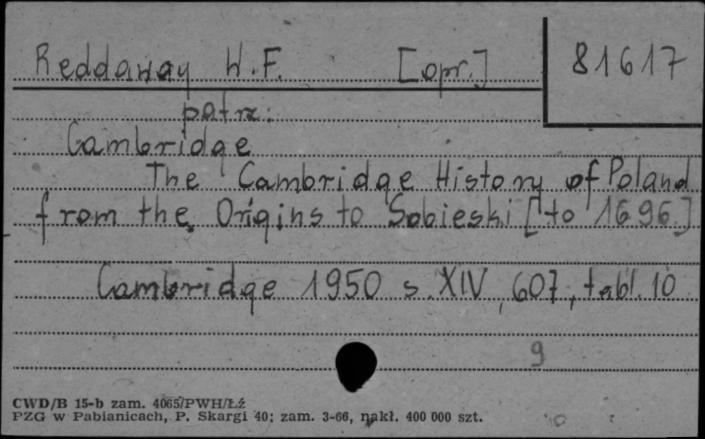 Reddaway W.F. [opr.] 81617
patrz:
Cambridge
The Cambridge History of Poland
from the Origins to Sobieski [to 1696.]
Cambridge 1950 s. XIV, 607, tabl. 10
9
CWD/B 15-b zam. 4065/PWH/Łź
PZG w Pabianicach, P. Skargi 40; zam. 3-66, nakł. 400 000 szt.